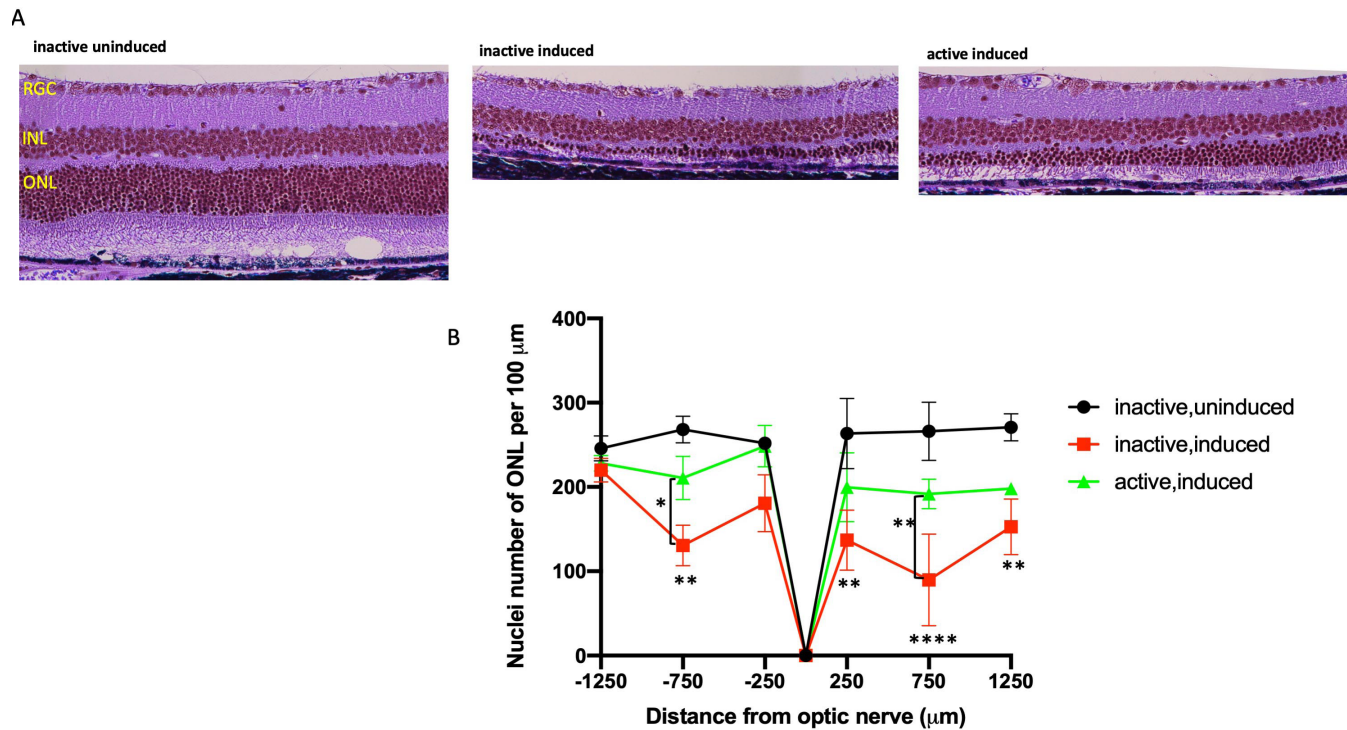 A
inactive uninduced
inactive induced
active induced
RGC
INL
ONL
B
Nuclei number of ONL per 100 μm
400
300
200
100
0
*
**
**
**
****
**
-1250
-750
-250
250
750
1250
Distance from optic nerve (μm)
inactive,uninduced
inactive,induced
active,induced